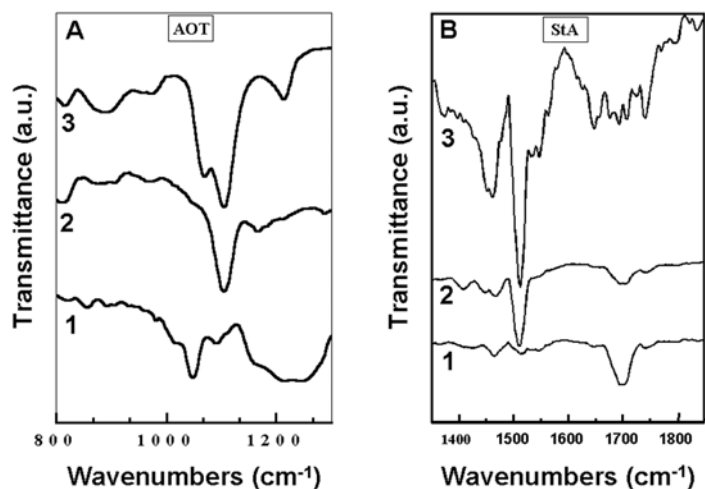 A
AOT
3
2
1
Transmittance (a.u.)
800 1000 1200
Wavenumbers (cm⁻¹)
B
StA
3
2
1
Transmittance (a.u.)
1400 1500 1600 1700 1800
Wavenumbers (cm⁻¹)